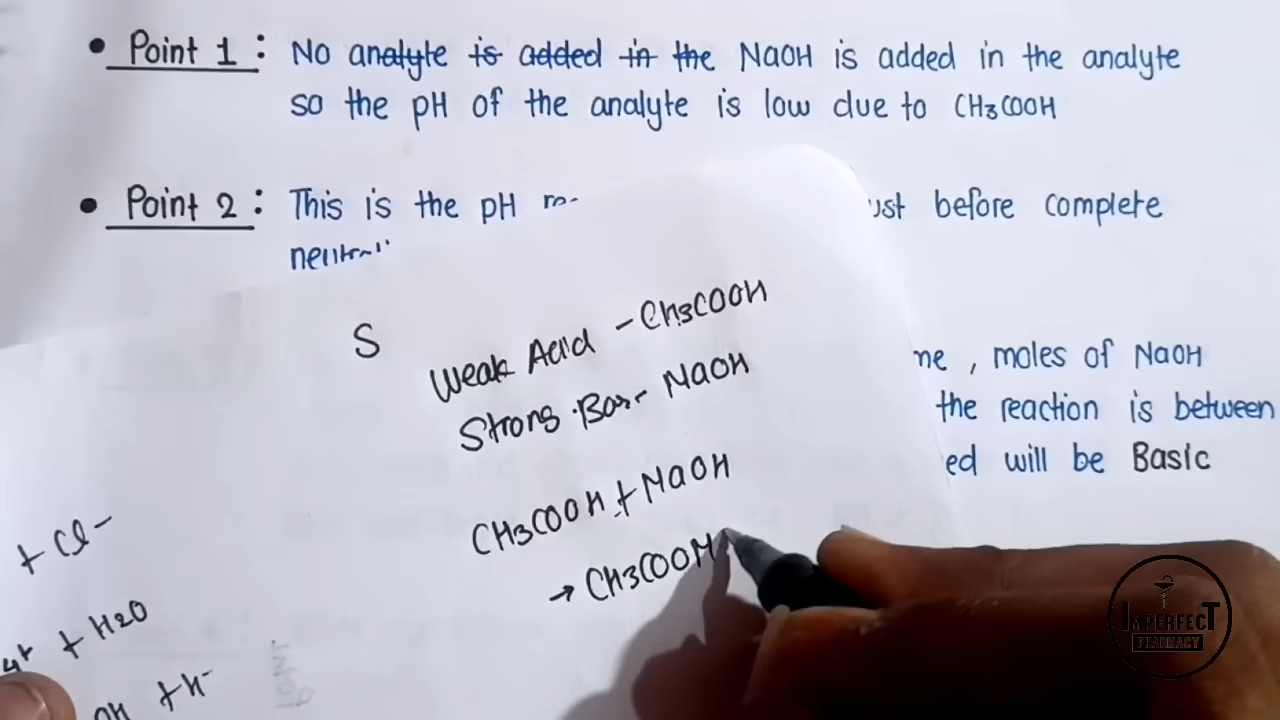 • Point 1 : No analyte is added in the NaOH is added in the analyte
so the pH of the analyte is low due to CH3COOH
• Point 2 : This is the pH just before complete
S
Weak Acid - CH3COOH
Strong Base - NaOH
CH3COOH + NaOH
→ CH3COON
, moles of NaOH
the reaction is between
ed will be Basic
+ Cl-
4+ + H2O
OH + H-
IMPERFECT
PHARMACY